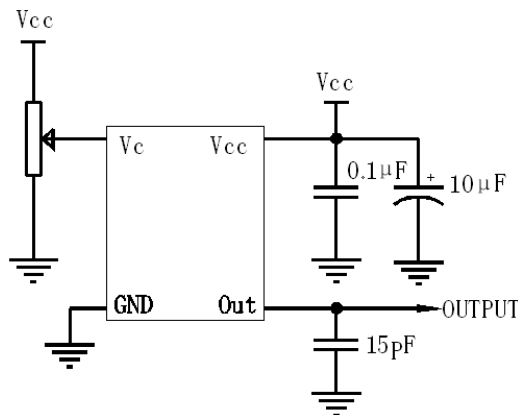 Vcc
Vcc
Vc
Vcc
0.1μF
+
10μF
GND
Out
OUTPUT
15pF